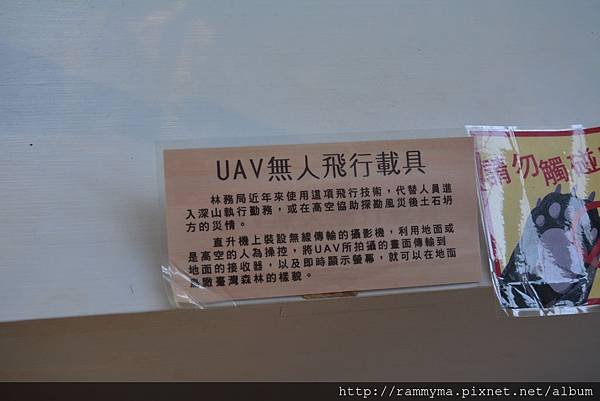 UAV無人飛行載具
林務局近年來使用這項飛行技術，代替人員進
入深山執行勤務，或在高空協助探勘風災後土石坍
方的災情。
直升機上裝設無線傳輸的攝影機，利用地面或
是高空的人為操控，將UAV所拍攝的畫面傳輸到
地面的接收器，以及即時顯示螢幕，就可以在地面
鳥瞰臺灣森林的樣貌。
請勿觸碰
http://rammyma.pixnet.net/album